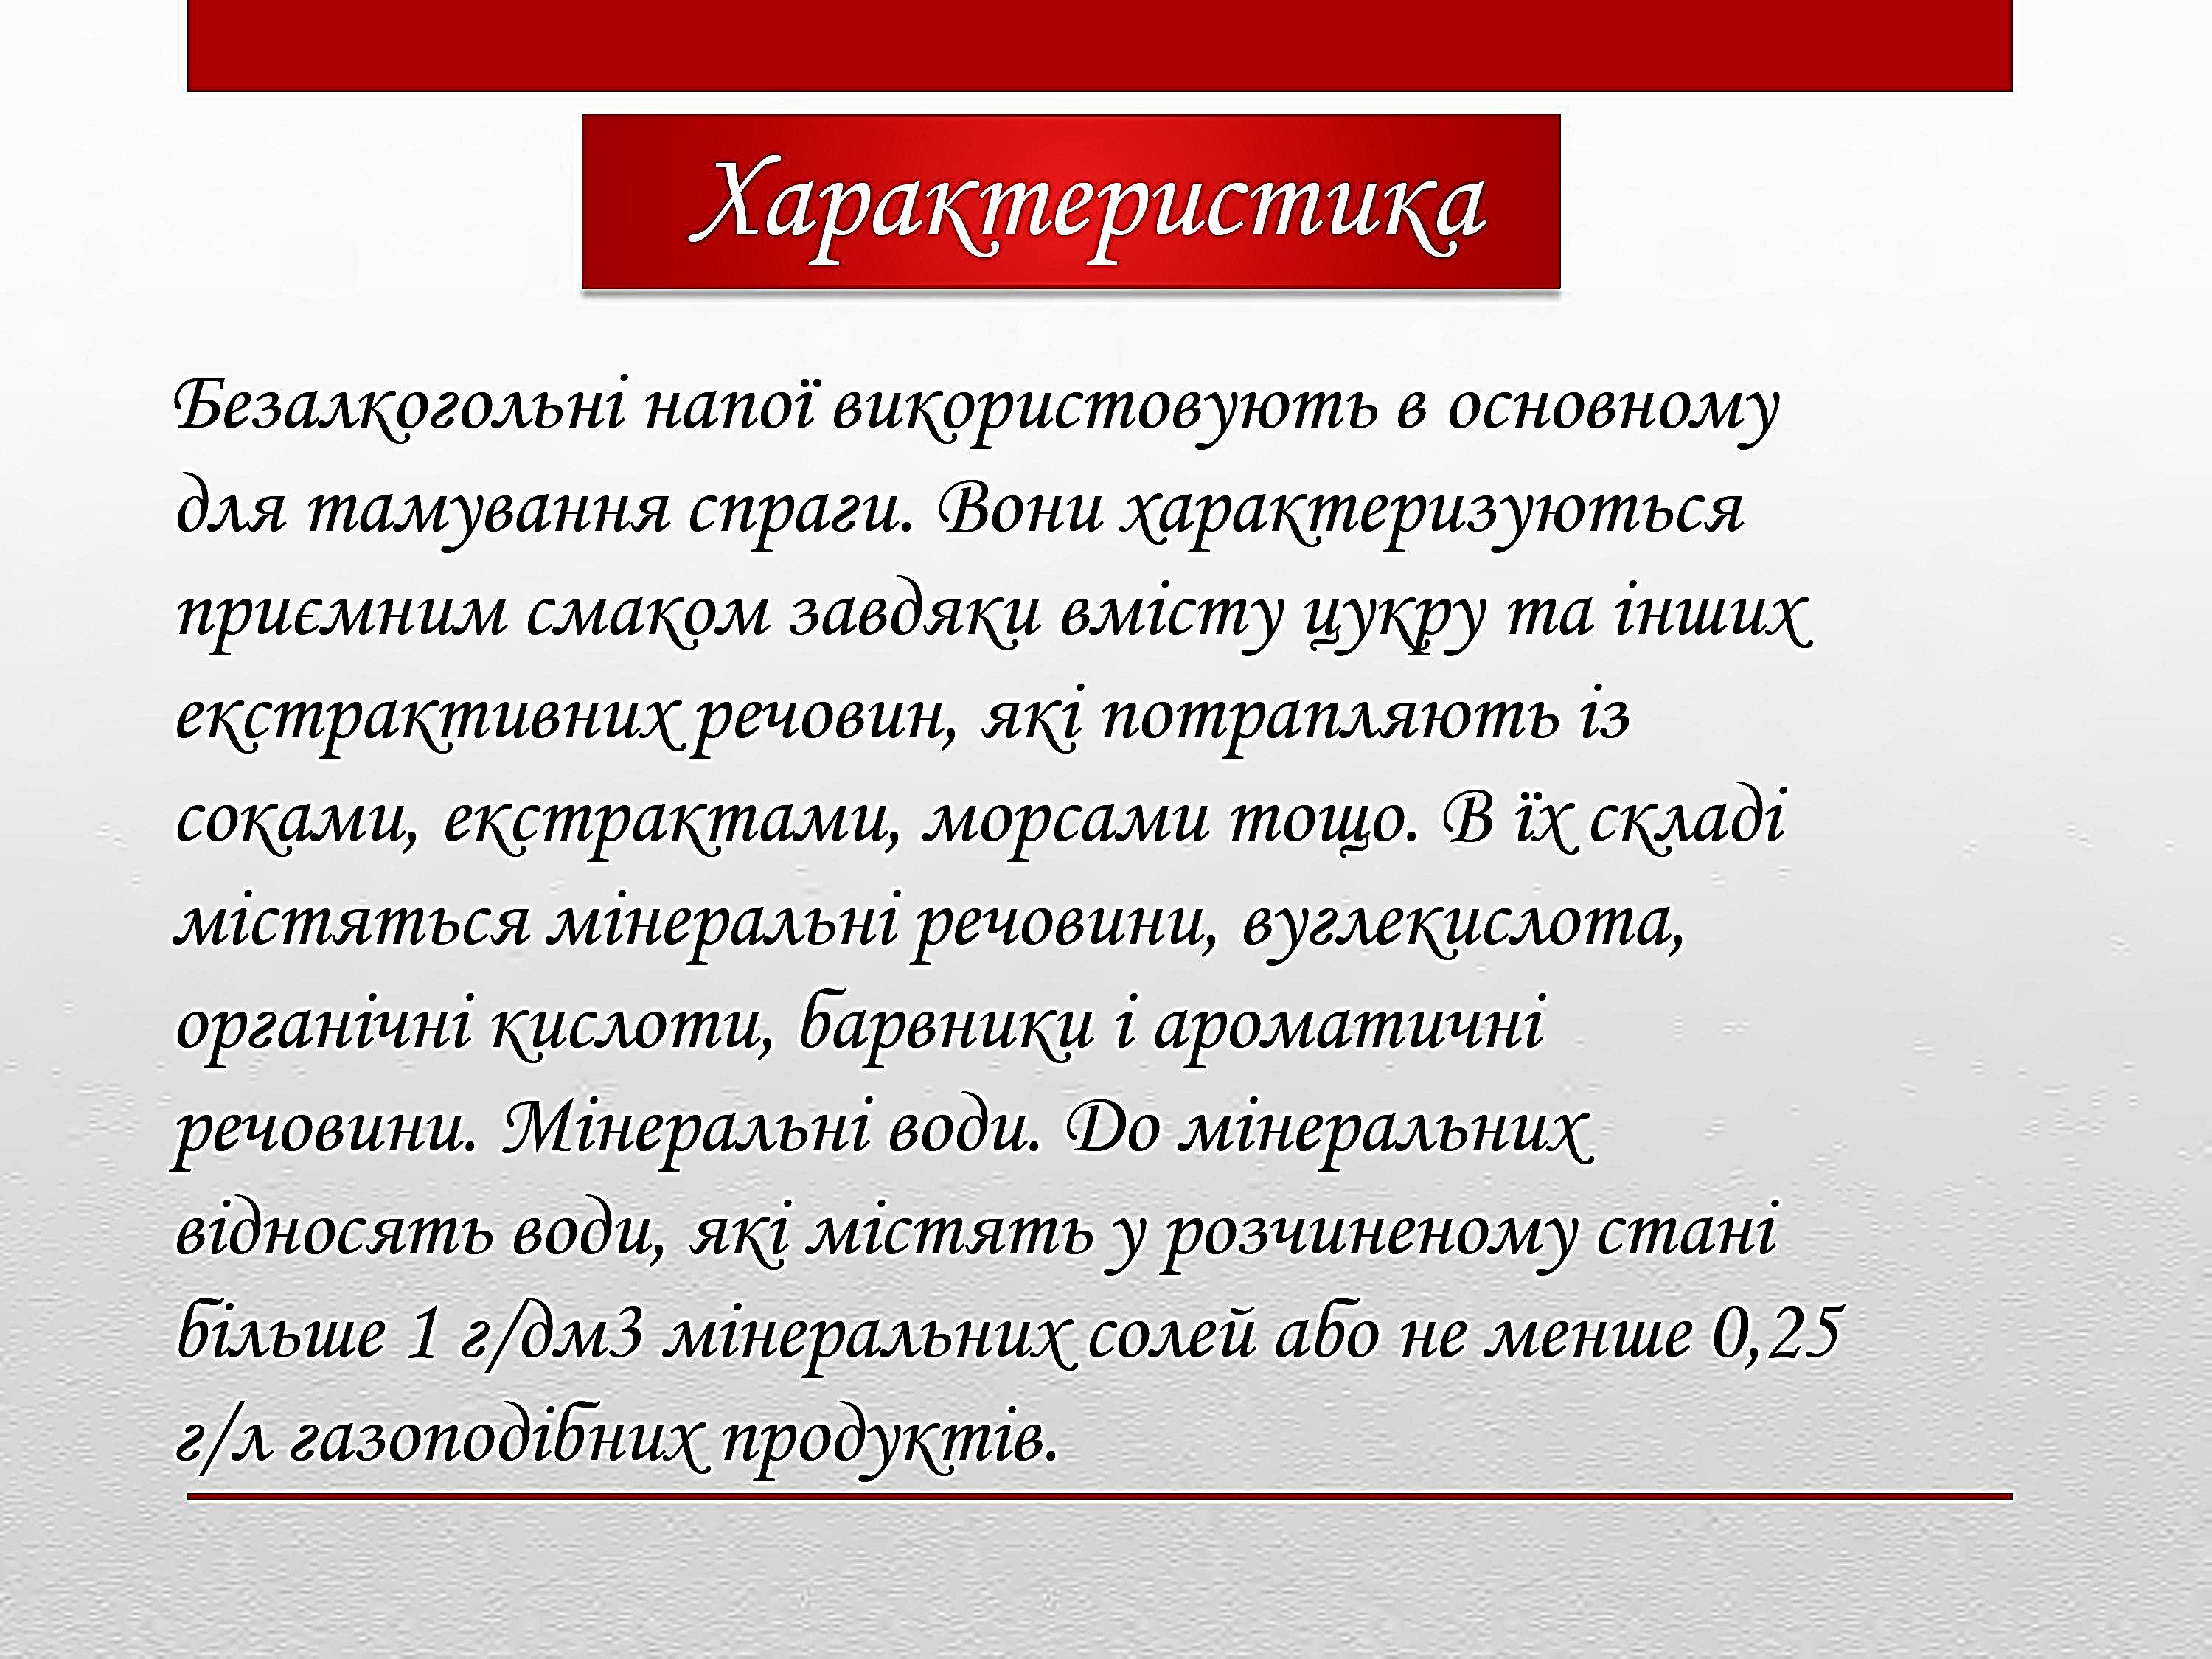 Характеристика
Безалкогольні напої використовують в основному
для тамування спраги. Вони характеризуються
приємним смаком завдяки вмісту цукру та інших
екстрактивних речовин, які потрапляють із
соками, екстрактами, морсами тощо. В їх складі
містяться мінеральні речовини, вуглекислота,
органічні кислоти, барвники і ароматичні
речовини. Мінеральні води. До мінеральних
відносять води, які містять у розчиненому стані
більше 1 г/дм3 мінеральних солей або не менше 0,25
г/л газоподібних продуктів.